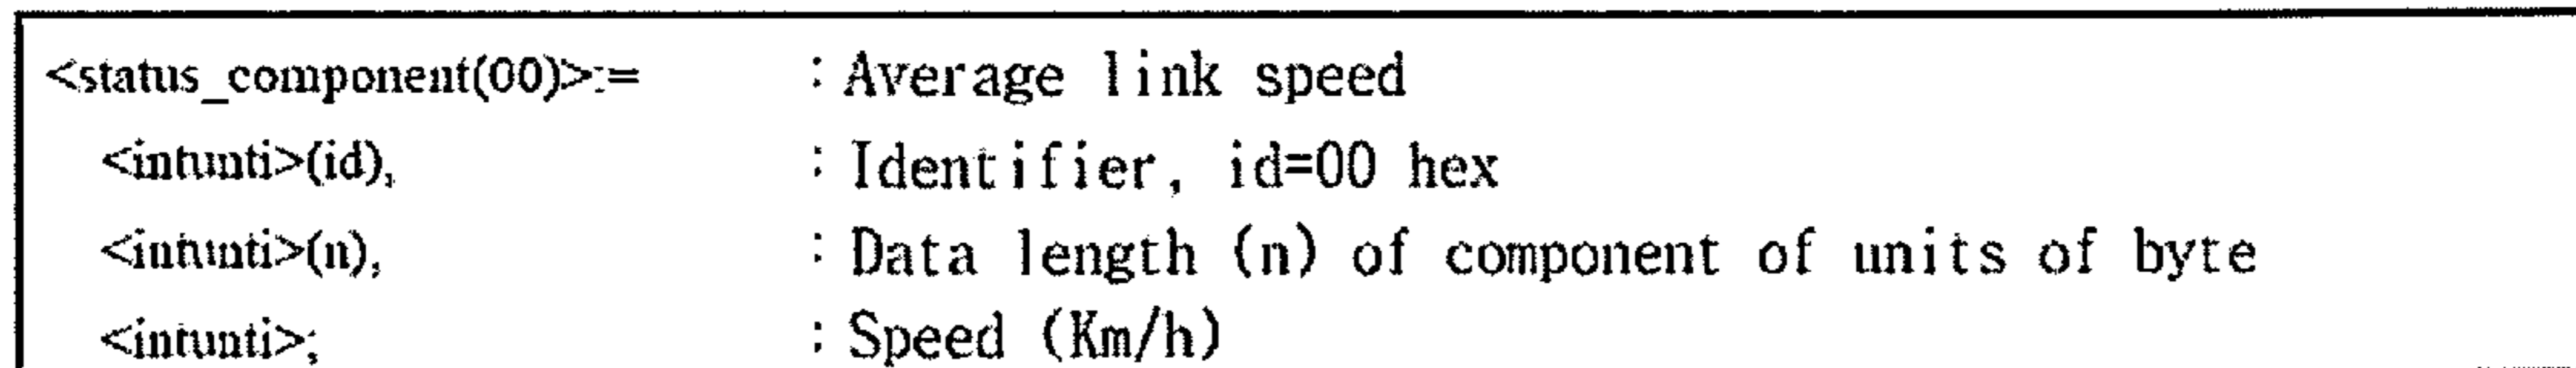 <status_component(00)>:= : Average link speed
<intunti>(id), : Identifier, id=00 hex
<intunti>(n), : Data length (n) of component of units of byte
<intunti>; : Speed (Km/h)